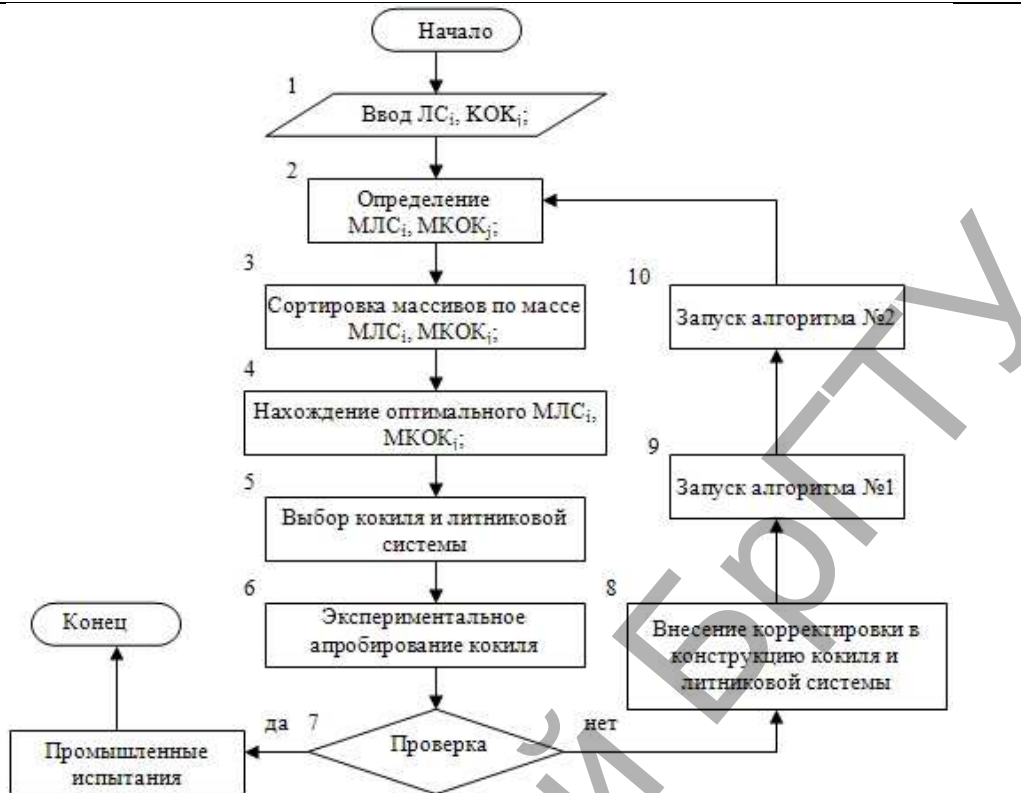 Начало
1
Ввод ЛСi, КОКj;
2
Определение
МЛСi, МКОКj;
3
Сортировка массивов по массе
МЛСi, МКОКj;
4
Нахождение оптимального МЛСi,
МКОКj;
5
Выбор кокиля и литниковой
системы
6
Экспериментальное
апробирование кокиля
да 7
Проверка
нет
8
Внесение корректировки в
конструкцию кокиля и
литниковой системы
9
Запуск алгоритма №1
10
Запуск алгоритма №2
Промышленные
испытания
Конец
й БрГТУ